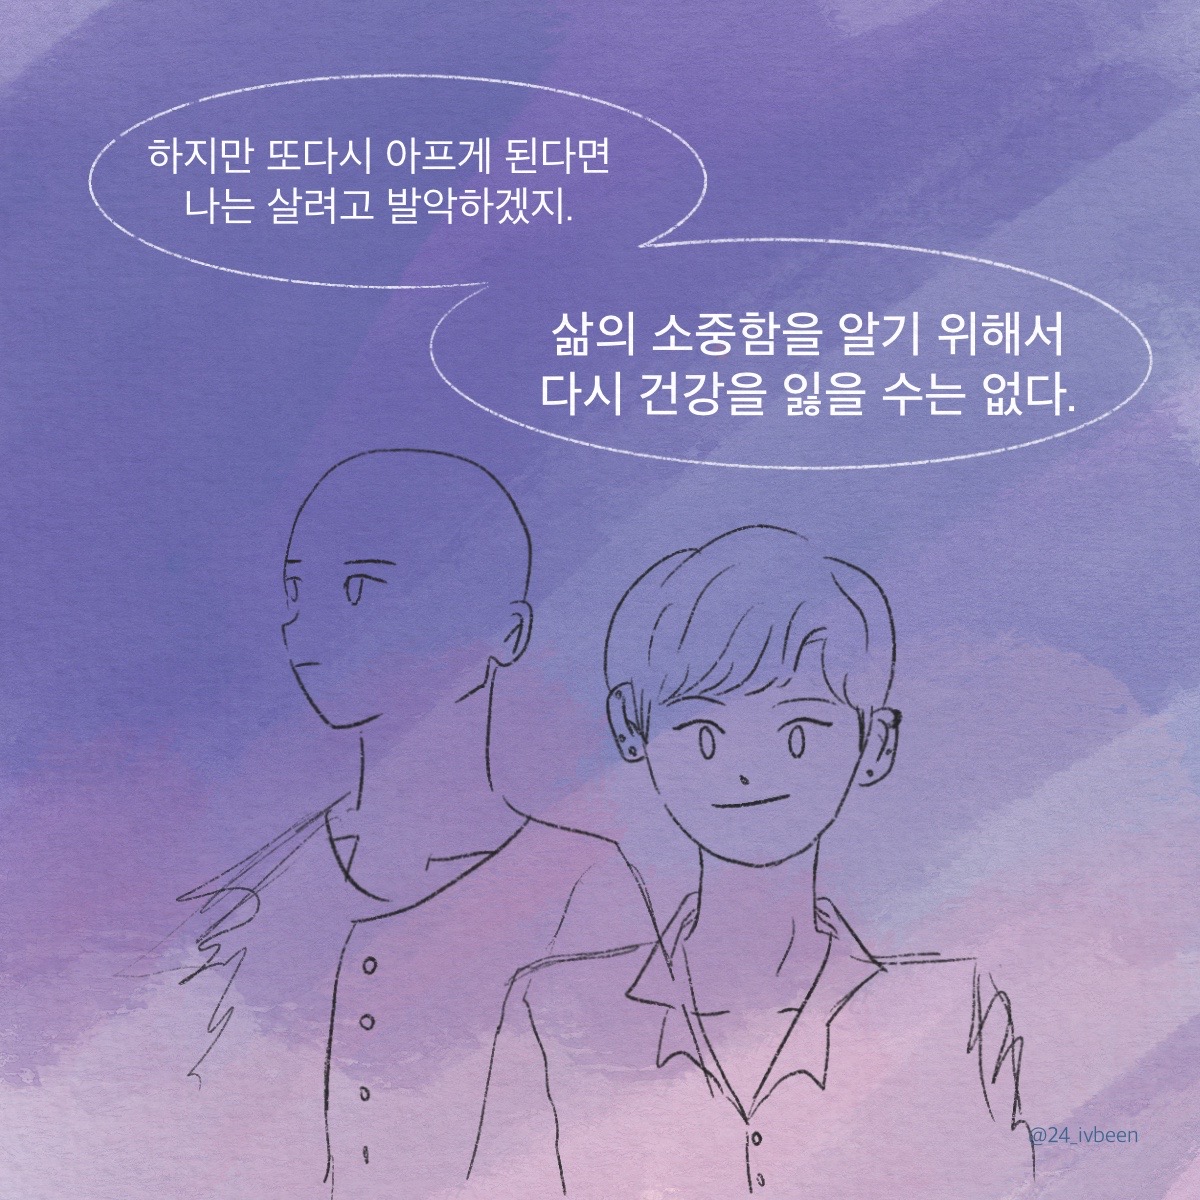 하지만 또다시 아프게 된다면
나는 살려고 발악하겠지.
삶의 소중함을 알기 위해서
다시 건강을 잃을 수는 없다.
@24_ivbeen